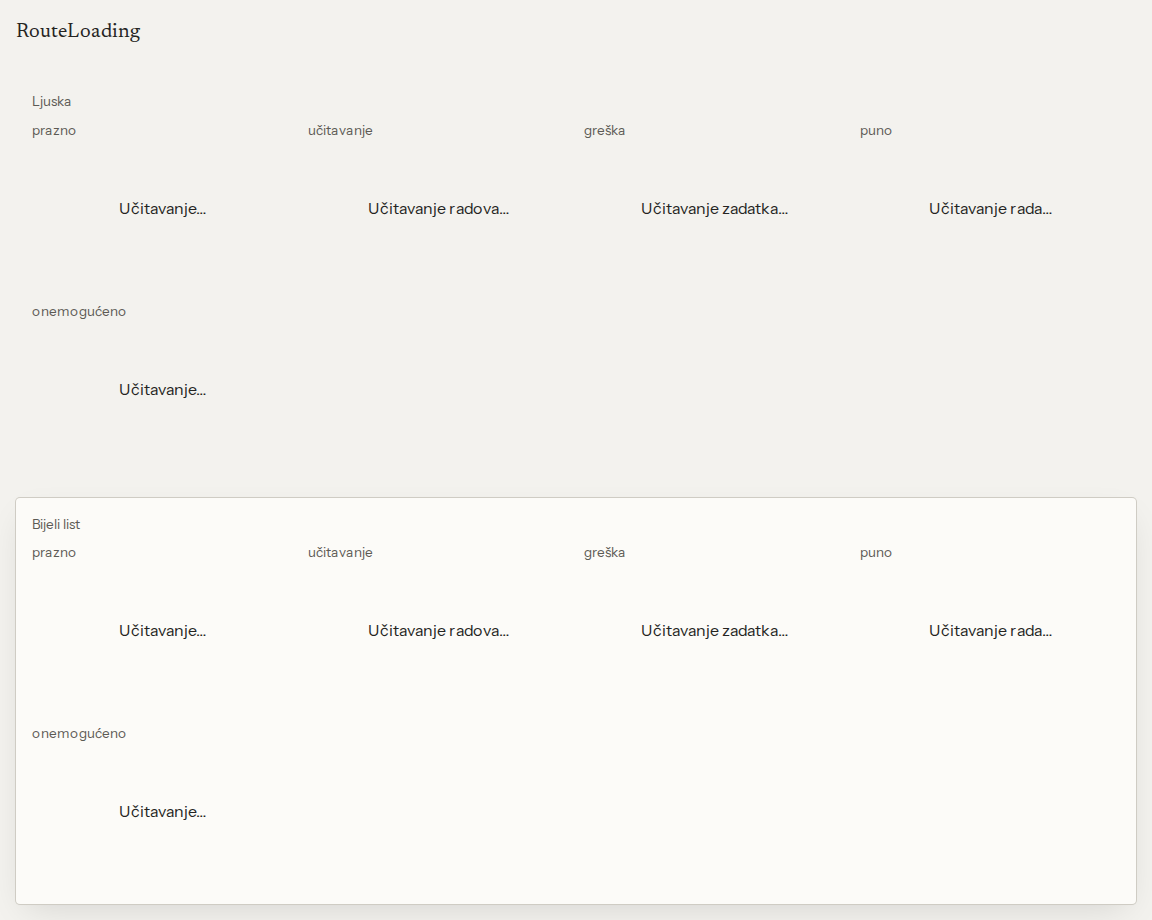 RouteLoading
Ljuska
prazno učitavanje greška puno
Učitavanje... Učitavanje radova... Učitavanje zadatka... Učitavanje rada...
onemogućeno
Učitavanje...
Bijeli list
prazno učitavanje greška puno
Učitavanje... Učitavanje radova... Učitavanje zadatka... Učitavanje rada...
onemogućeno
Učitavanje...